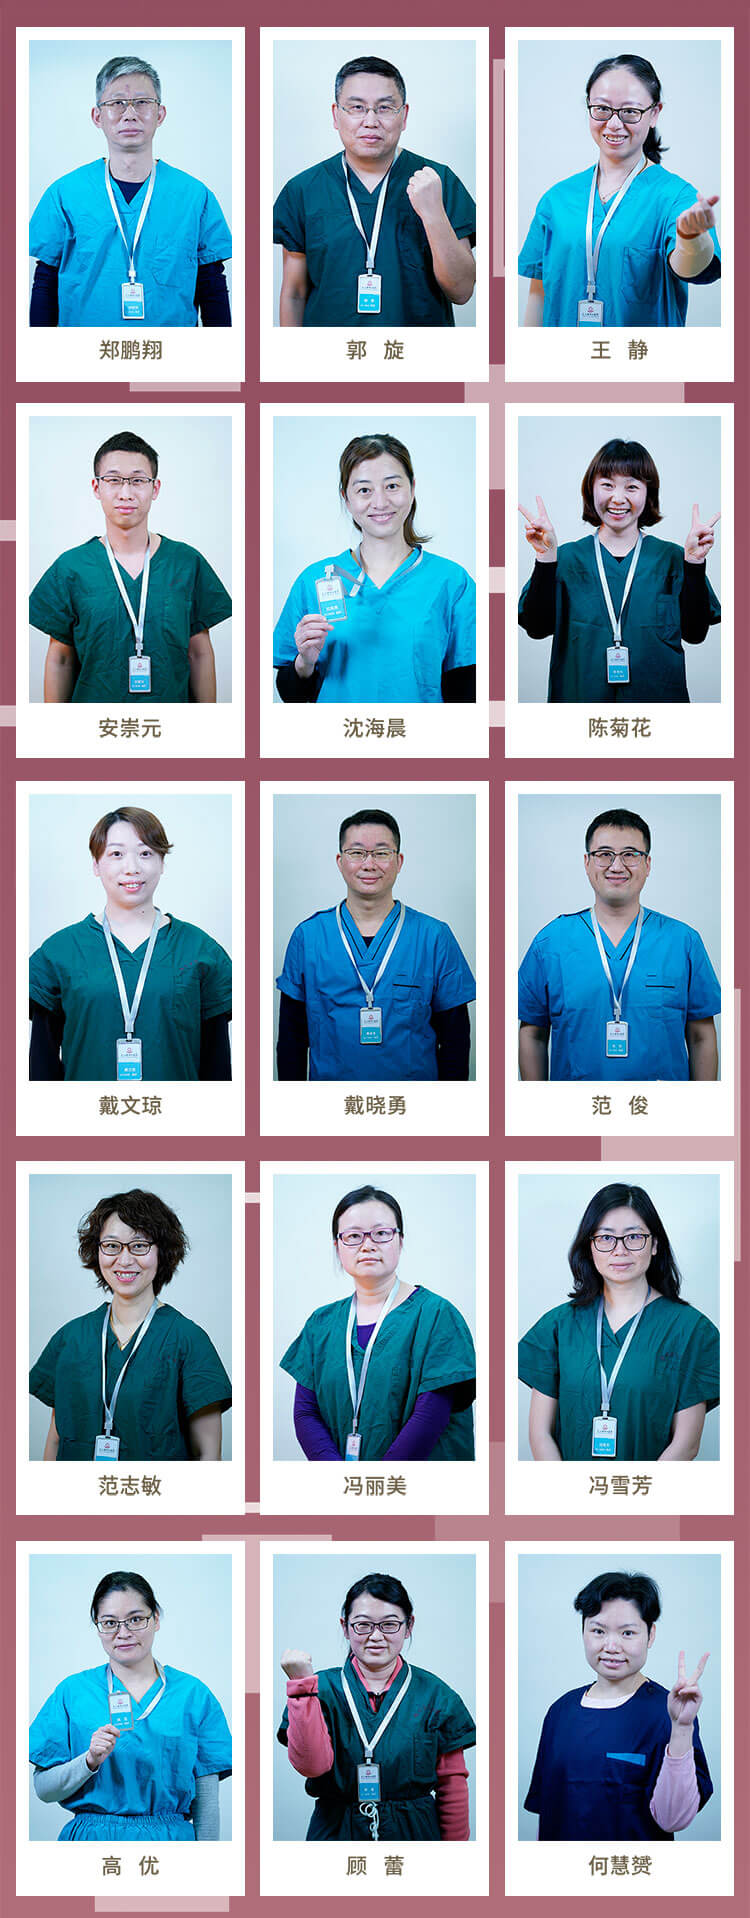 郑鹏翔
郭 旋
王 静
安崇元
沈海晨
陈菊花
戴文琼
戴晓勇
范 俊
范志敏
冯丽美
冯雪芳
高 优
顾 蕾
何慧赟